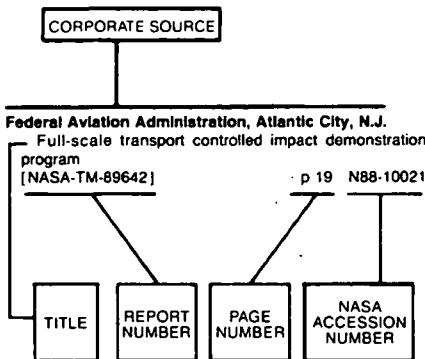 CORPORATE SOURCE
Federal Aviation Administration, Atlantic City, N.J.
Full-scale transport controlled impact demonstration
program
[NASA-TM-89642] p 19 N88-10021
TITLE
REPORT
NUMBER
PAGE
NUMBER
NASA
ACCESSION
NUMBER